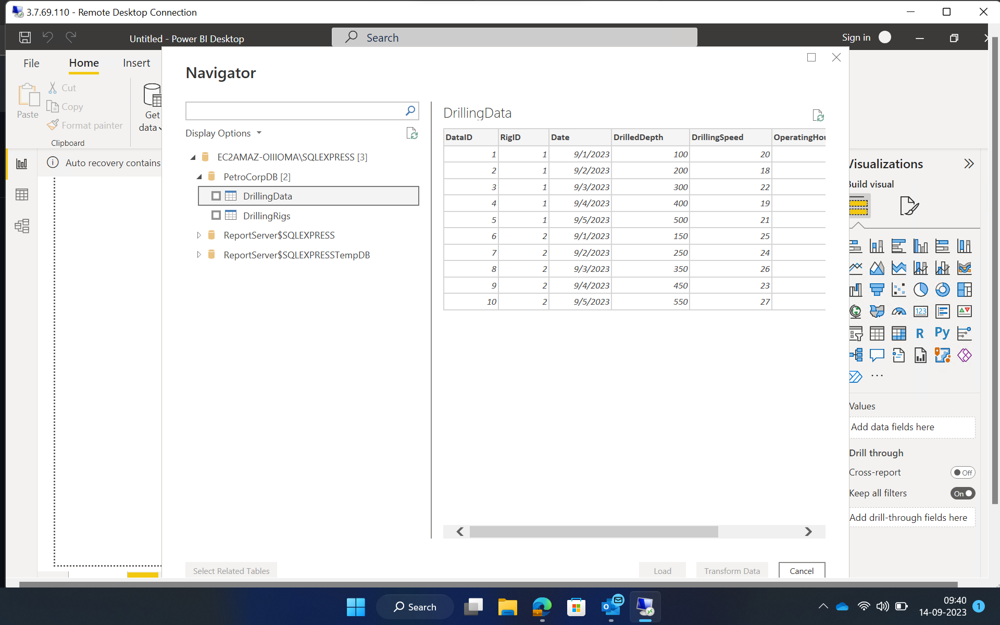 3.7.69.110 - Remote Desktop Connection
Untitled - Power BI Desktop
Search
Sign in
File
Home
Insert
Cut
Copy
Format painter
Paste
Get
data
Clipboard
Auto recovery contains
Navigator
Display Options
EC2AMAZ-OIIIOMA\SQLEXPRESS [3]
PetroCorpDB [2]
DrillingData
DrillingRigs
ReportServer$SQLEXPRESS
ReportServer$SQLEXPRESSTempDB
DrillingData
DataID RigID Date DrilledDepth DrillingSpeed OperatingHou
1 1 9/1/2023 100 20
2 1 9/2/2023 200 18
3 1 9/3/2023 300 22
4 1 9/4/2023 400 19
5 1 9/5/2023 500 21
6 2 9/1/2023 150 25
7 2 9/2/2023 250 24
8 2 9/3/2023 350 26
9 2 9/4/2023 450 23
10 2 9/5/2023 550 27
Select Related Tables
Load
Transform Data
Cancel
Visualizations
Build visual
123
R
Py
Values
Add data fields here
Drill through
Cross-report
Off
Keep all filters
On
Add drill-through fields here
Search
09:40
14-09-2023
1